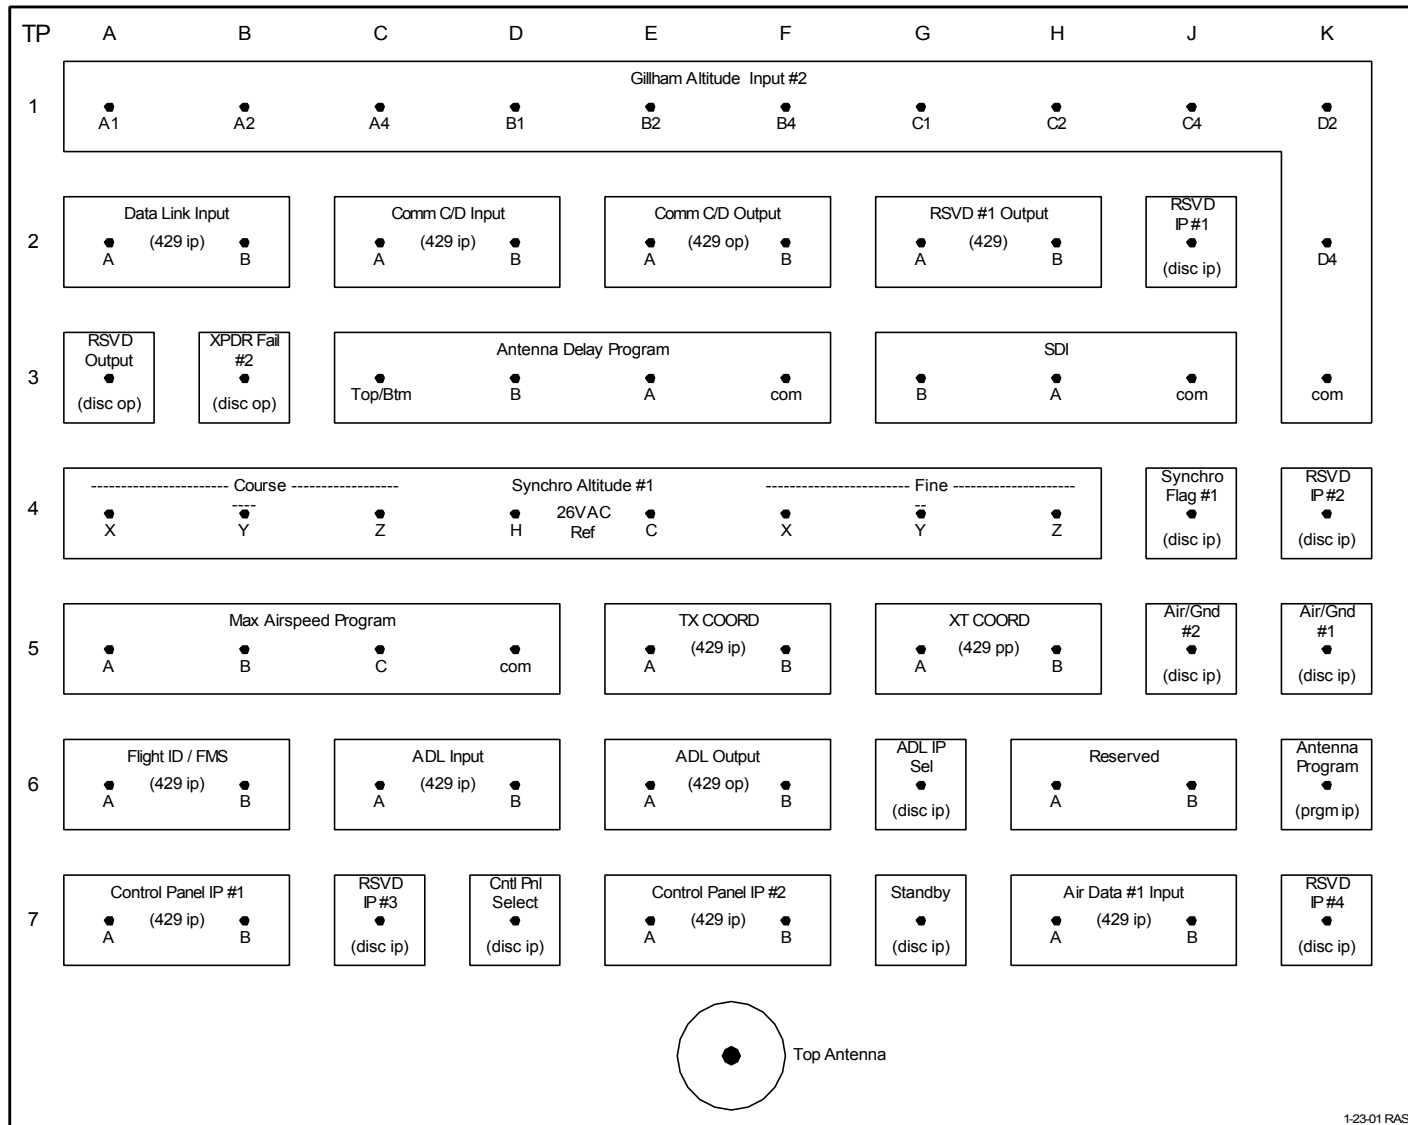 TP A B C D E F G H J K
Gillham Altitude Input #2
1
A1 A2 A4 B1 B2 B4 C1 C2 C4 D2
Data Link Input Comm C/D Input Comm C/D Output RSVD #1 Output RSVD IP #1
2 (429 ip) (429 ip) (429 op) (429)
A B A B A B A B (disc ip) D4
RSVD Output XPDR Fail #2 Antenna Delay Program SDI
3
(disc op) (disc op) Top/Btm B A com B A com com
---------------------- Course ----------------- ---- Synchro Altitude #1 ----------------------- Fine -------------------- -- Synchro Flag #1 RSVD IP #2
4 26VAC Ref
X Y Z H C X Y Z (disc ip) (disc ip)
Max Airspeed Program TX COORD XT COORD Air/Gnd #2 Air/Gnd #1
5 (429 ip) (429 pp)
A B C com A B A B (disc ip) (disc ip)
Flight ID / FMS ADL Input ADL Output ADL IP Sel Reserved Antenna Program
6 (429 ip) (429 ip) (429 op)
A B A B A B (disc ip) A B (prgm ip)
Control Panel IP #1 RSVD IP #3 Cntl Pnl Select Control Panel IP #2 Standby Air Data #1 Input RSVD IP #4
7 (429 ip) (429 ip) (429 ip)
A B (disc ip) (disc ip) A B (disc ip) A B (disc ip)
Top Antenna
1-23-01 RAS